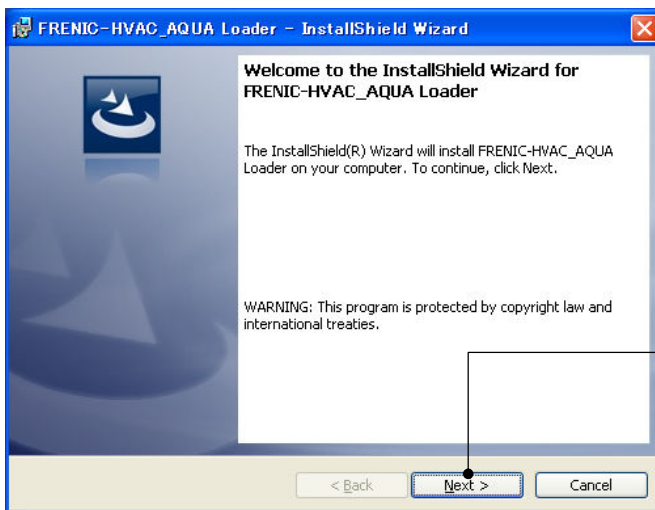 FRENIC-HVAC_AQUA Loader - InstallShield Wizard
Welcome to the InstallShield Wizard for
FRENIC-HVAC_AQUA Loader
The InstallShield(R) Wizard will install FRENIC-HVAC_AQUA
Loader on your computer. To continue, click Next.
WARNING: This program is protected by copyright law and
international treaties.
< Back Next > Cancel